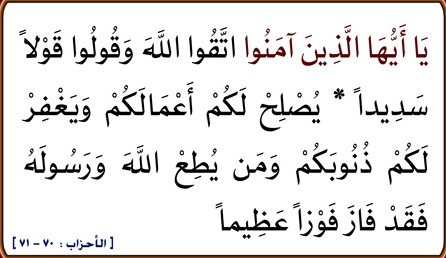 يَا أَيُّهَا الَّذِينَ آمَنُوا اتَّقُوا اللَّهَ وَقُولُوا قَوْلاً
سَدِيداً * يُصْلِحْ لَكُمْ أَعْمَالَكُمْ وَيَغْفِرْ
لَكُمْ ذُنُوبَكُمْ وَمَن يُطِعْ اللَّهَ وَرَسُولَهُ
فَقَدْ فَازَ فَوْزاً عَظِيماً
[ الأحزاب : ٧٠ – ٧١ ]